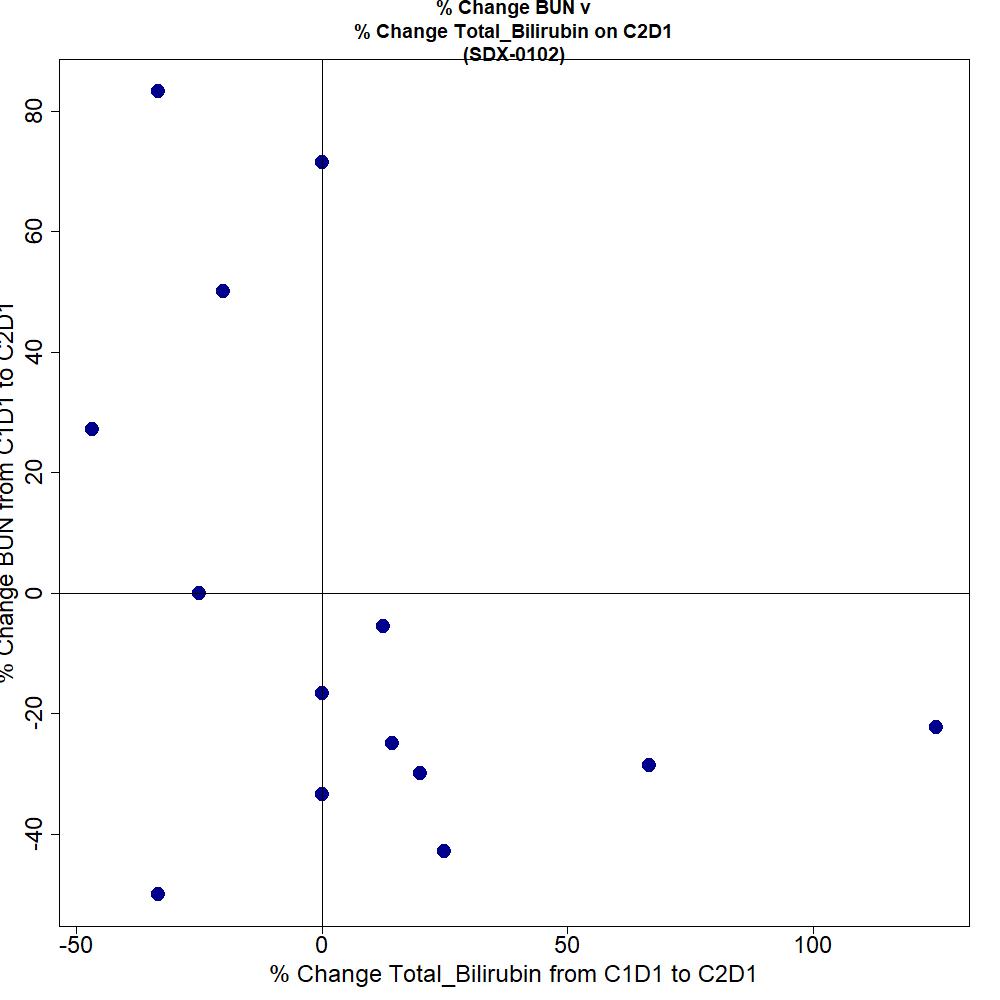 % Change BUN v
% Change Total_Bilirubin on C2D1
(SDX-0102)
% Change BUN from C1D1 to C2D1
80
60
40
20
0
-20
-40
-50
0
50
100
% Change Total_Bilirubin from C1D1 to C2D1